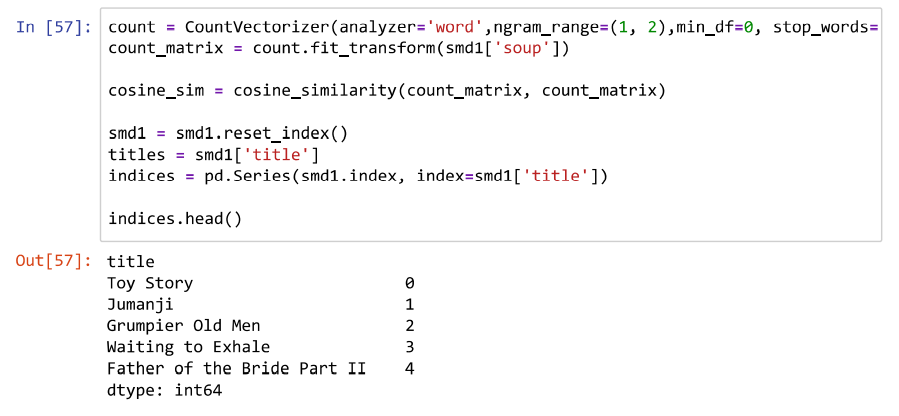 In [57]: count = CountVectorizer(analyzer='word',ngram_range=(1, 2),min_df=0, stop_words=
count_matrix = count.fit_transform(smd1['soup'])
cosine_sim = cosine_similarity(count_matrix, count_matrix)
smd1 = smd1.reset_index()
titles = smd1['title']
indices = pd.Series(smd1.index, index=smd1['title'])
indices.head()
Out[57]: title
Toy Story 0
Jumanji 1
Grumpier Old Men 2
Waiting to Exhale 3
Father of the Bride Part II 4
dtype: int64